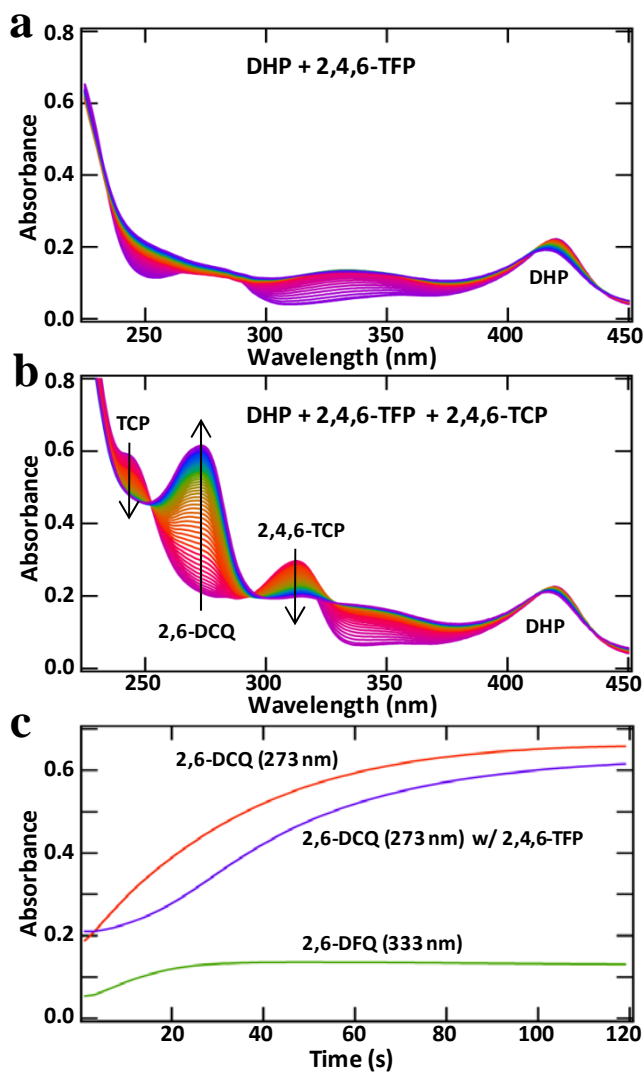 a
DHP + 2,4,6-TFP
0.8
0.6
0.4
0.2
0.0
Absorbance
DHP
250
300
350
400
450
Wavelength (nm)
b
DHP + 2,4,6-TFP + 2,4,6-TCP
0.8
0.6
0.4
0.2
0.0
Absorbance
TCP
2,4,6-TCP
2,6-DCQ
DHP
250
300
350
400
450
Wavelength (nm)
c
2,6-DCQ (273 nm)
2,6-DCQ (273 nm) w/ 2,4,6-TFP
2,6-DFQ (333 nm)
0.6
0.4
0.2
0.0
Absorbance
20
40
60
80
100
120
Time (s)